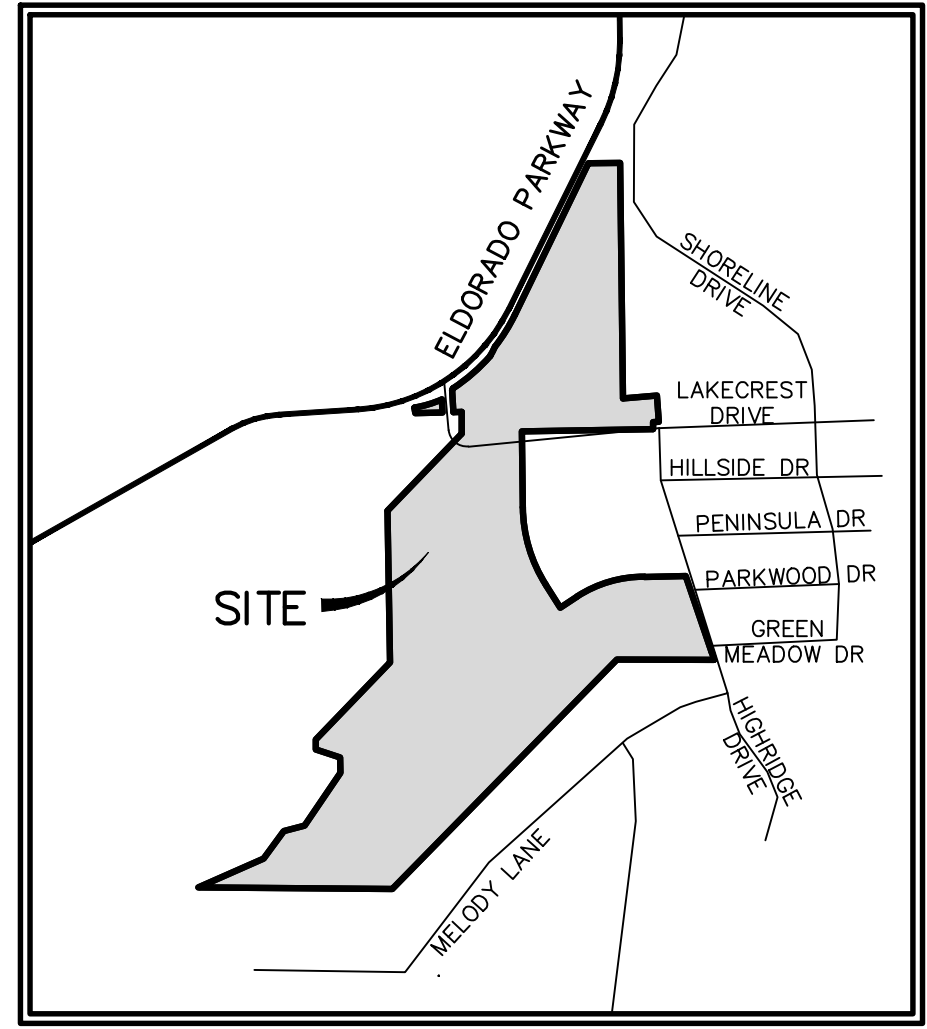 ELDORADO PARKWAY
SHORELINE
DRIVE
LAKECREST
DRIVE
HILLSIDE DR
PENINSULA DR
PARKWOOD DR
SITE
GREEN
MEADOW DR
HIGHRIDGE
DRIVE
MELODY LANE